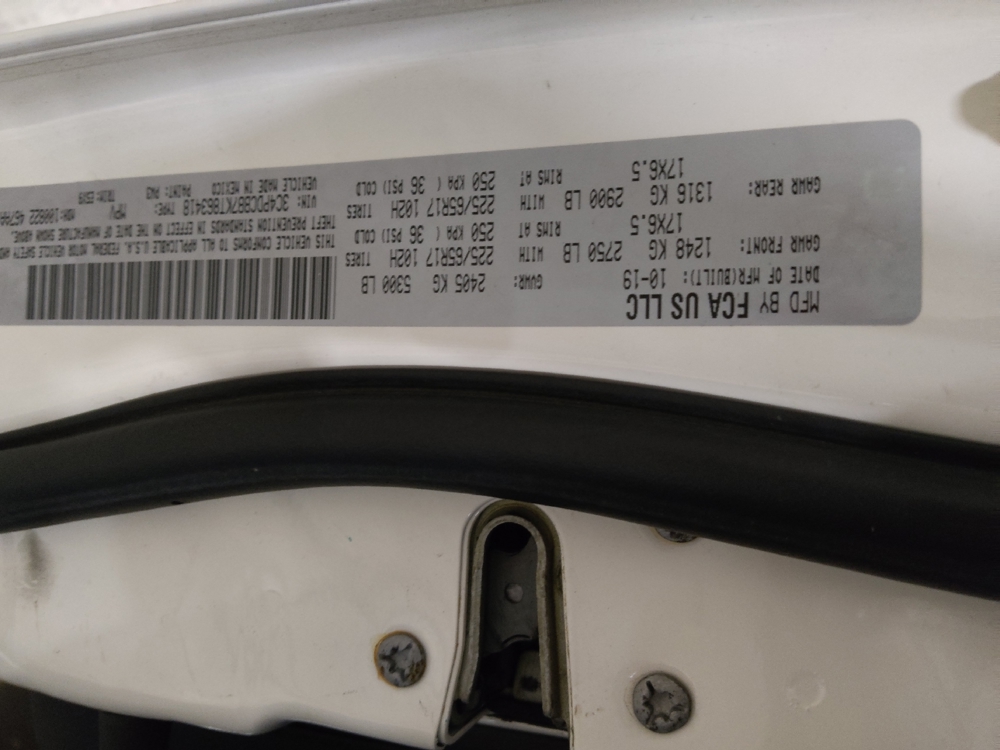 MFD BY FCA US LLC
DATE OF MFR(BUILT): 10-19 GVWR: 2405 KG 5300 LB
GAWR FRONT: 1248 KG 2750 LB WITH 225/65R17 102H TIRES
17X6.5 RIMS AT 250 KPA ( 36 PSI) COLD
GAWR REAR: 1316 KG 2900 LB WITH 225/65R17 102H TIRES
17X6.5 RIMS AT 250 KPA ( 36 PSI) COLD
THIS VEHICLE CONFORMS TO ALL APPLICABLE U.S.A. FEDERAL MOTOR VEHICLE SAFETY AND
THEFT PREVENTION STANDARDS IN EFFECT ON THE DATE OF MANUFACTURE SHOWN ABOVE.
VIN: 3C4PDCBB7KT863418 TYPE: MPV MDH:100822
VEHICLE MADE IN MEXICO PAINT: PW3 TRIM: